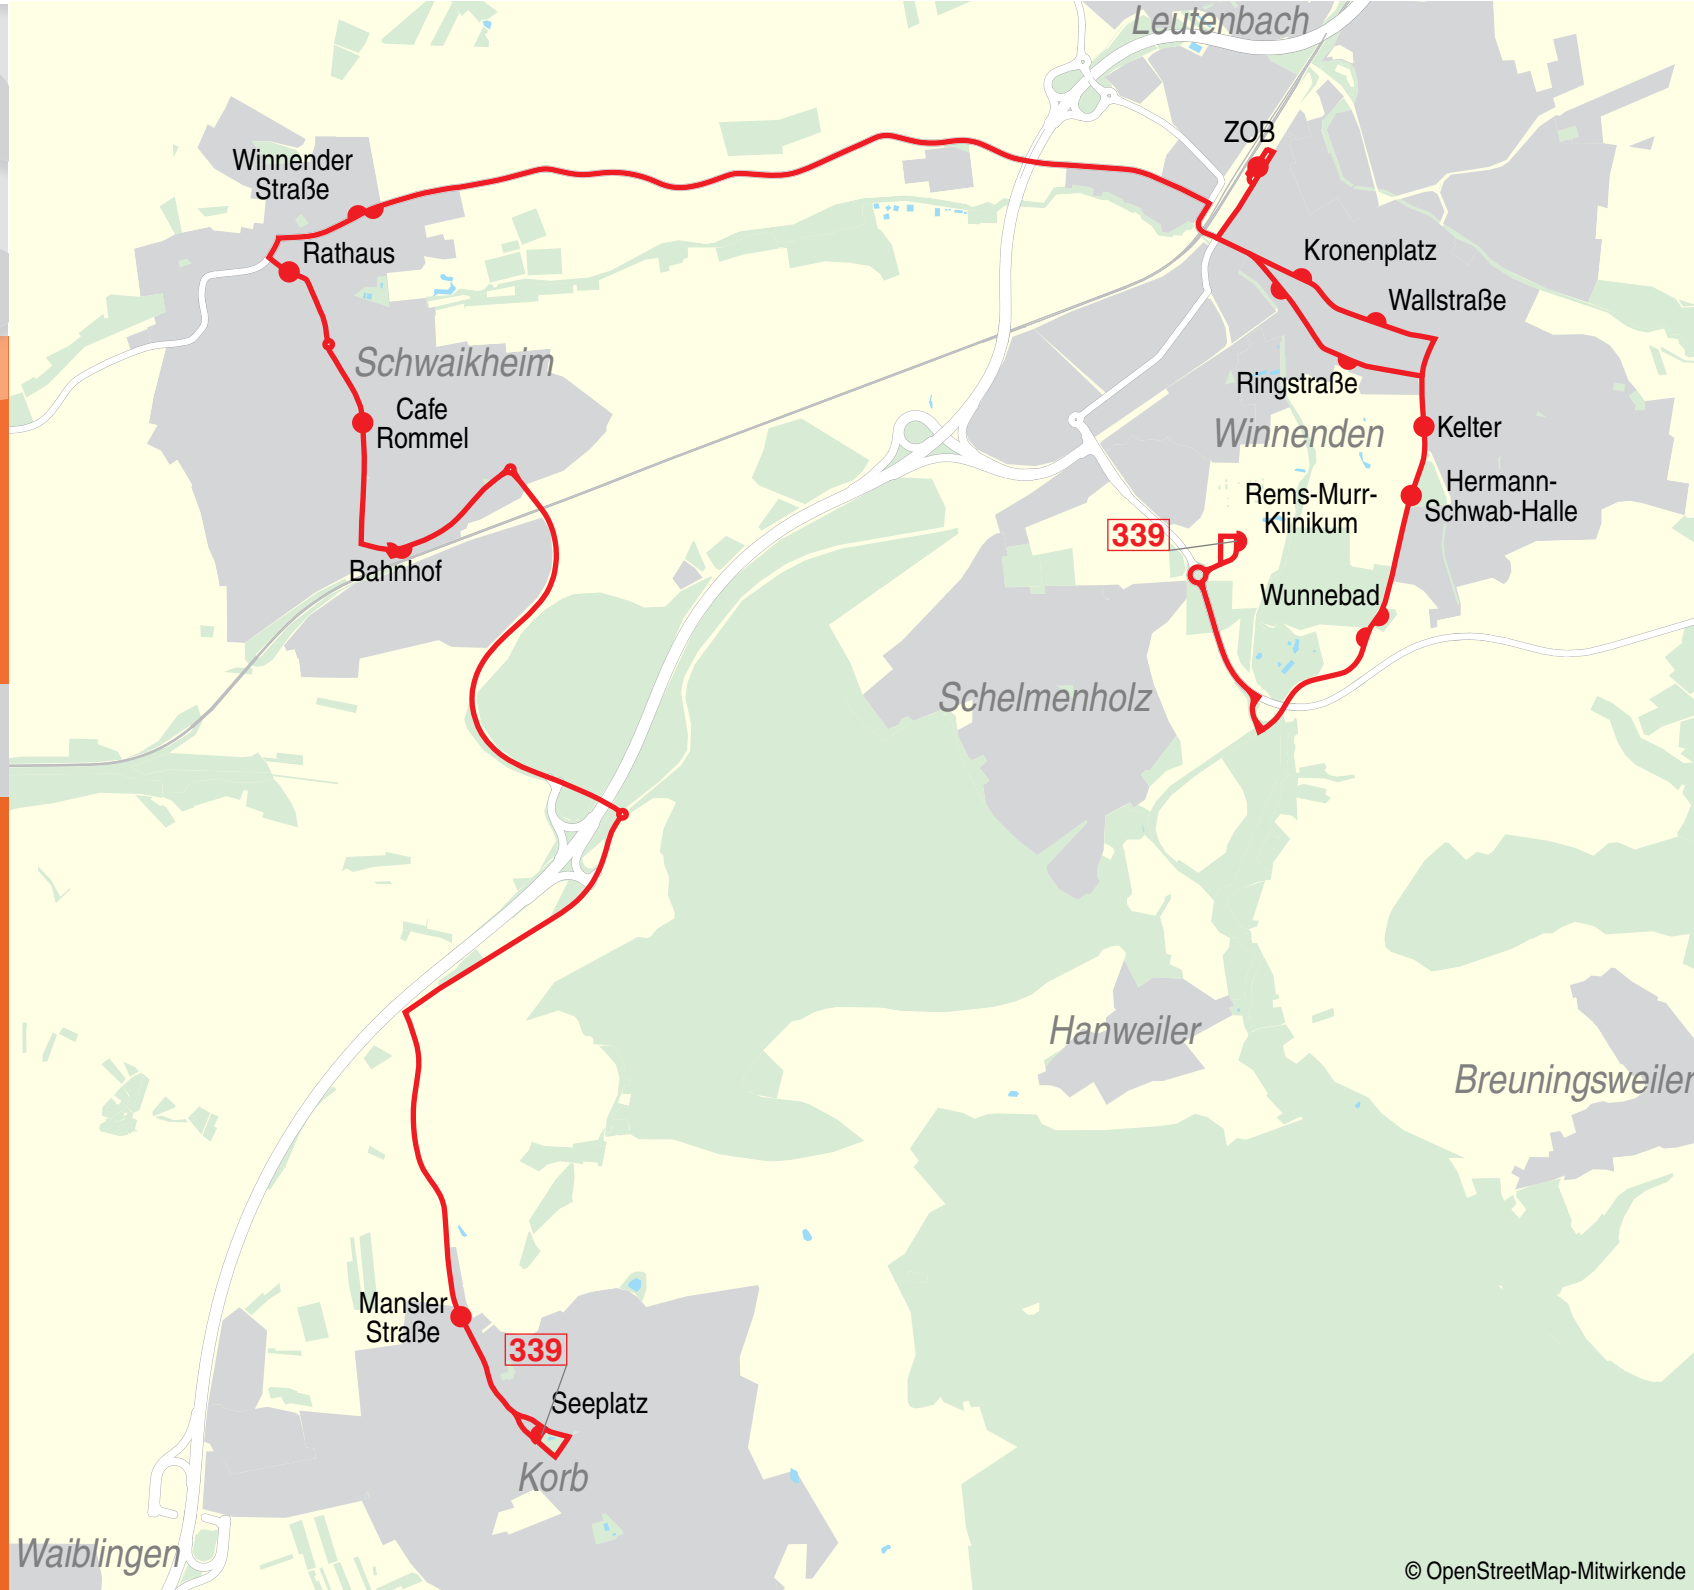 Leutenbach
ZOB
Winnender
Straße
Rathaus
Kronenplatz
Wallstraße
Schwaikheim
Ringstraße
Cafe
Rommel
Winnenden
Kelter
Rems-Murr-
Klinikum
Hermann-
Schwab-Halle
339
Bahnhof
Wunnebad
Schelmenholz
Hanweiler
Breuningsweiler
Mansler
Straße
339
Seeplatz
Korb
Waiblingen
© OpenStreetMap-Mitwirkende